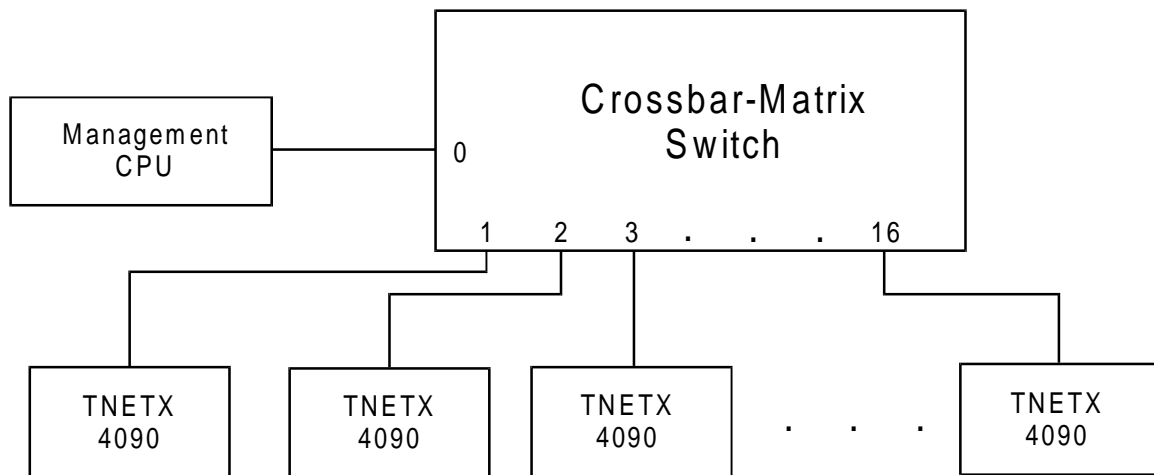 Crossbar-Matrix
Switch
Management
CPU
0
1 2 3 . . . 16
TNETX
4090
TNETX
4090
TNETX
4090
. . .
TNETX
4090